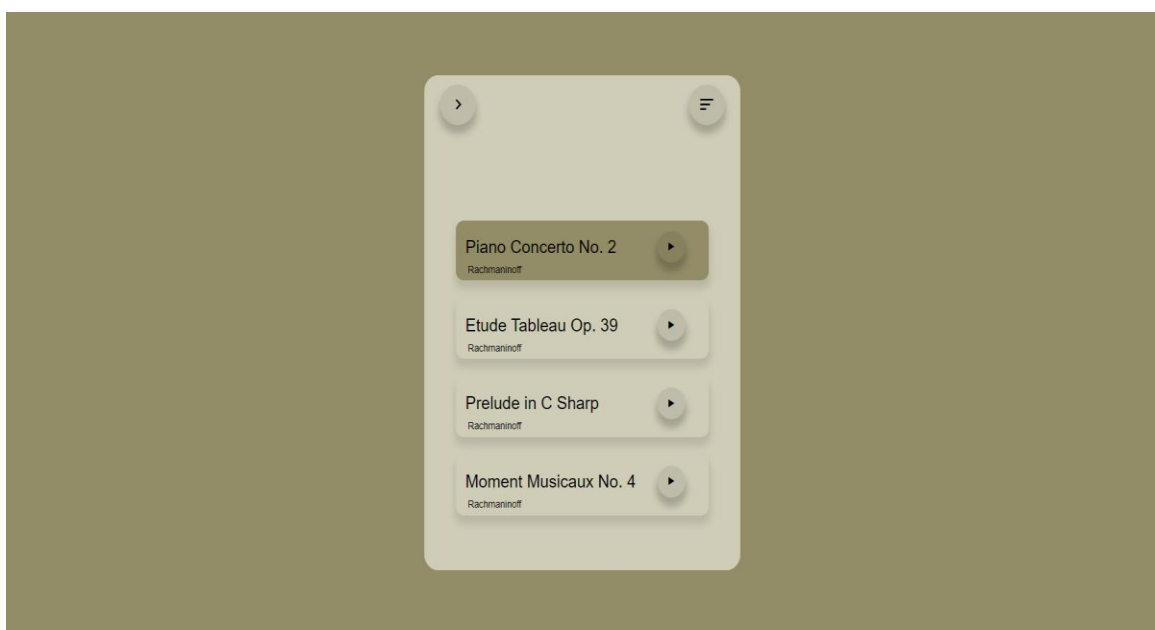 Piano Concerto No. 2
Rachmaninoff
Etude Tableau Op. 39
Rachmaninoff
Prelude in C Sharp
Rachmaninoff
Moment Musicaux No. 4
Rachmaninoff